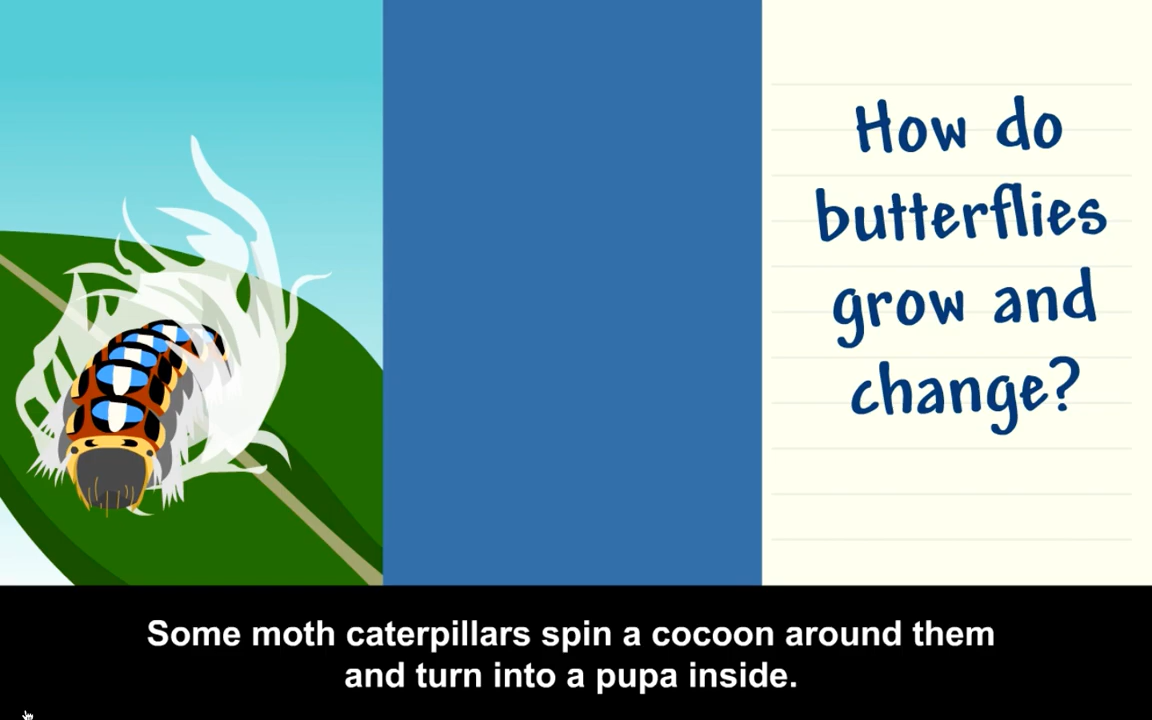 How do
butterflies
grow and
change?
Some moth caterpillars spin a cocoon around them
and turn into a pupa inside.